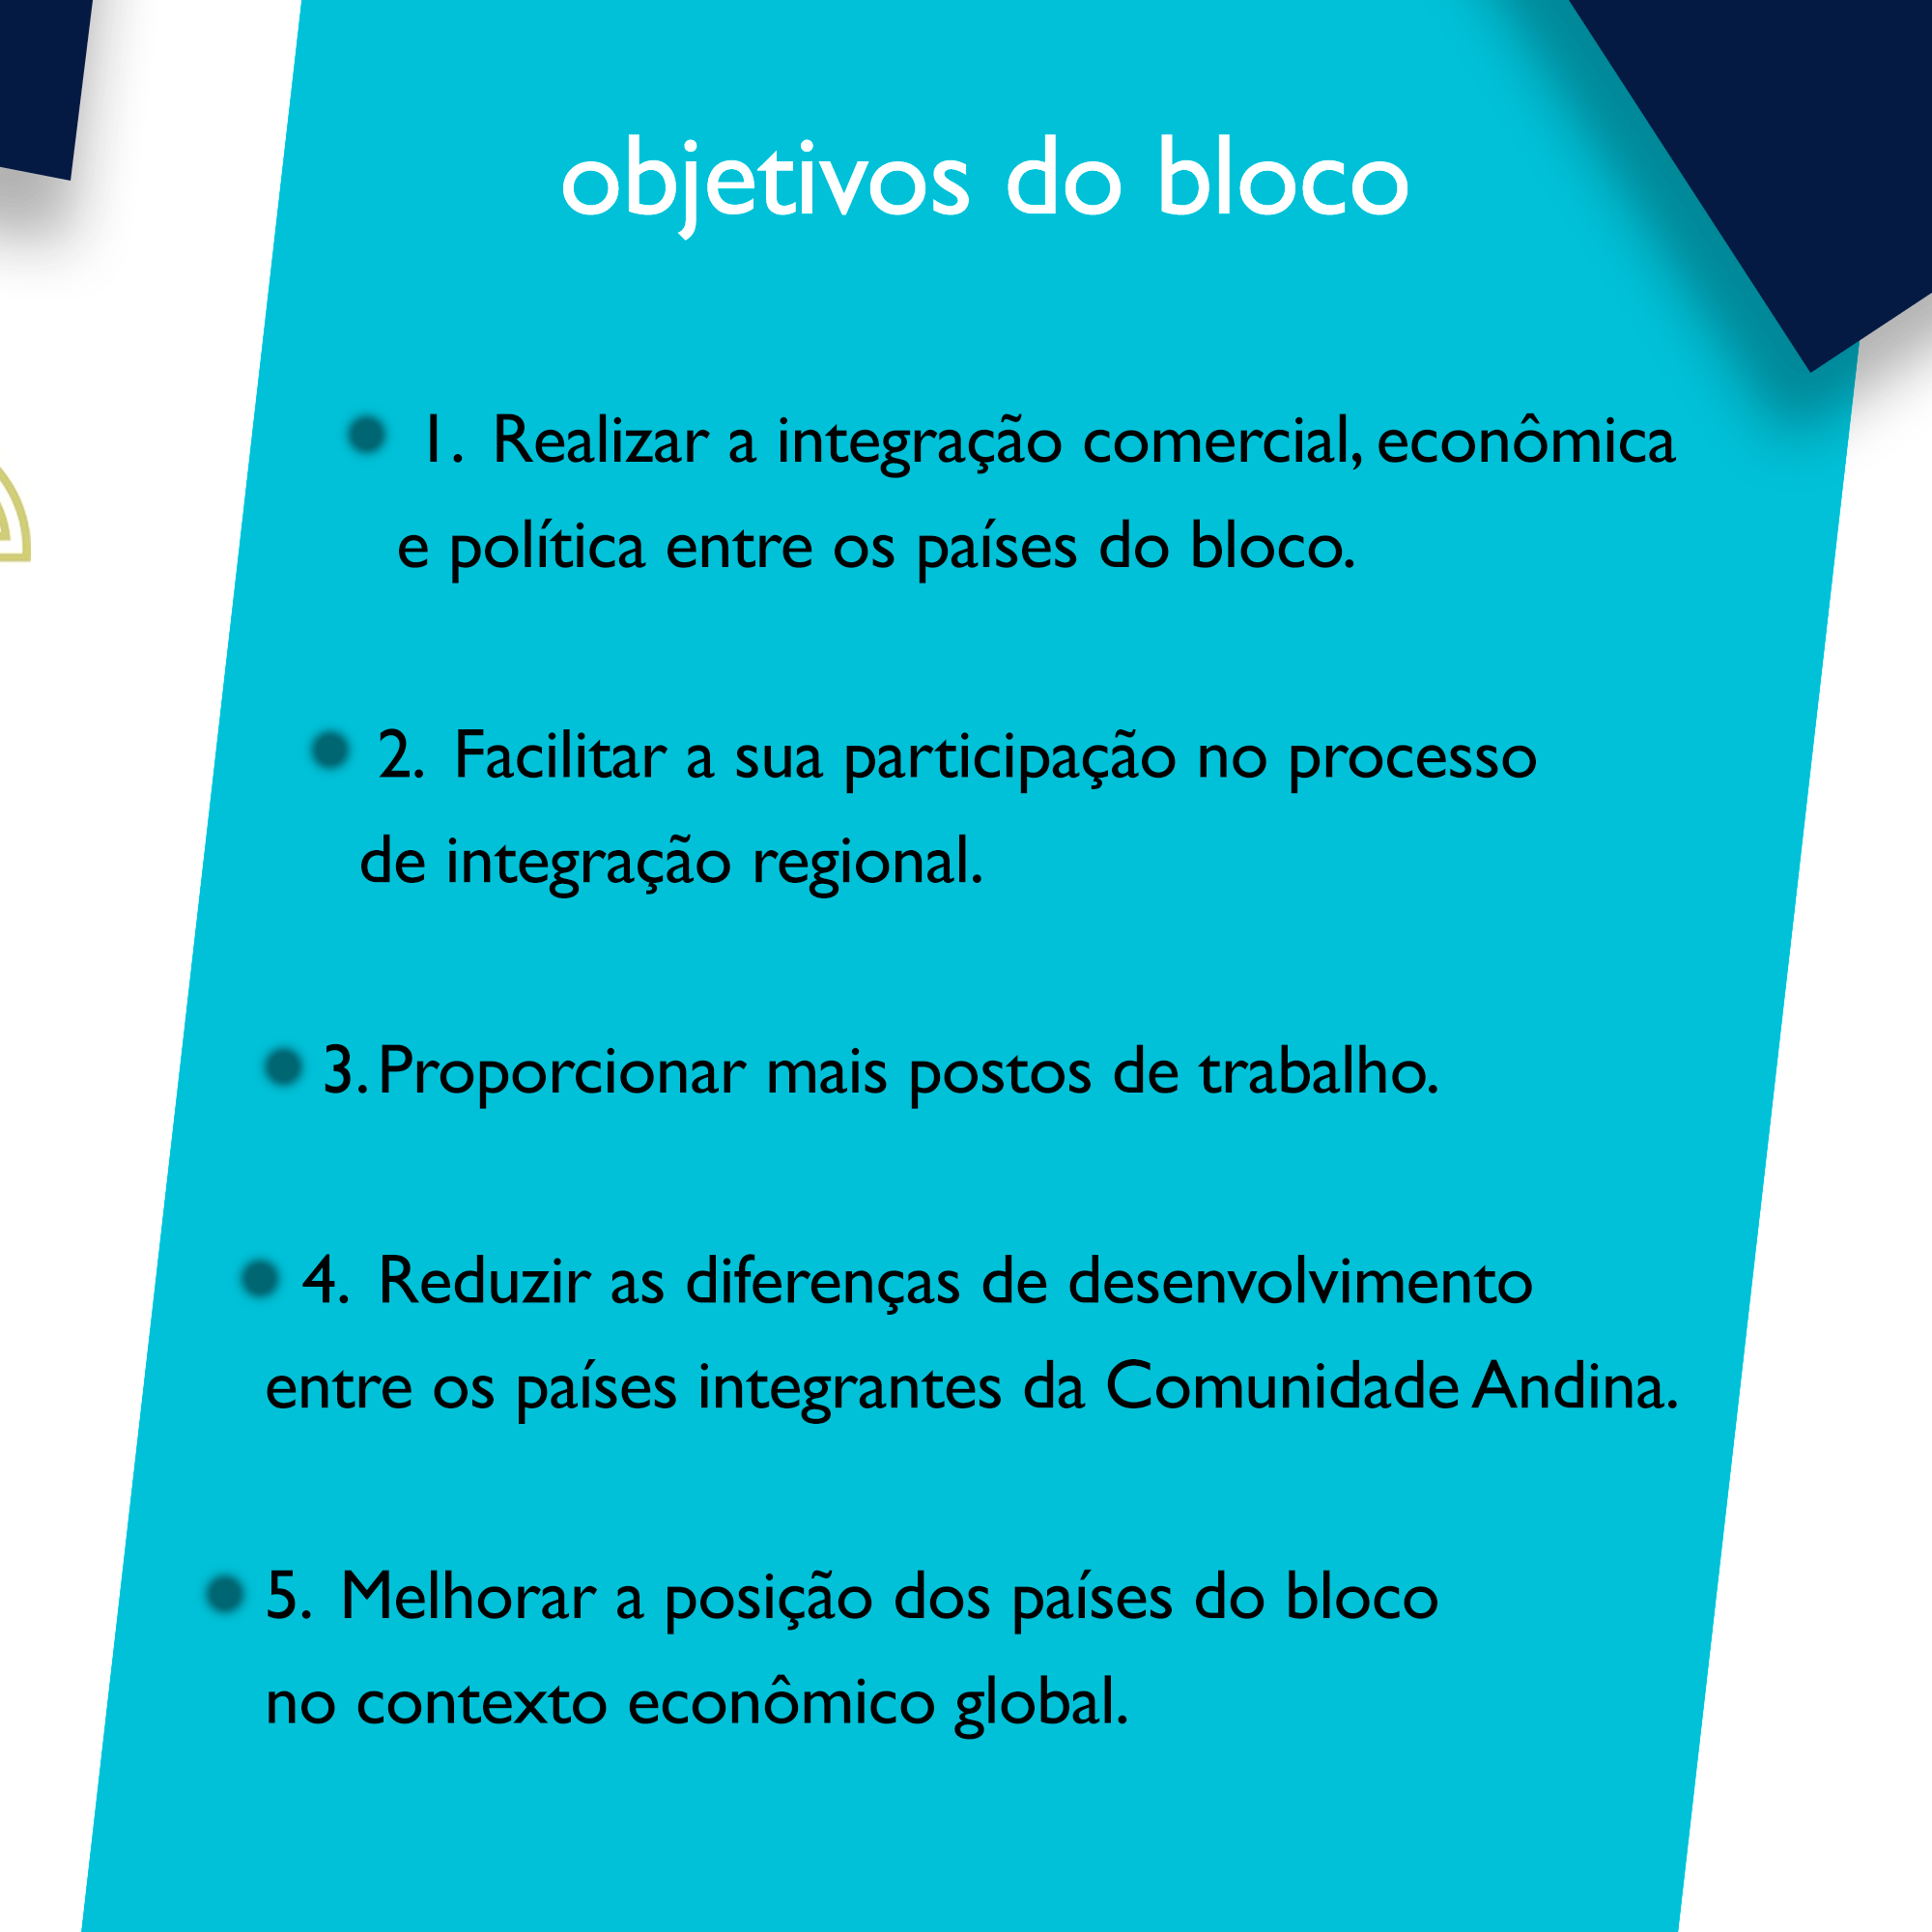 objetivos do bloco
1. Realizar a integração comercial, econômica
e política entre os países do bloco.
2. Facilitar a sua participação no processo
de integração regional.
3. Proporcionar mais postos de trabalho.
4. Reduzir as diferenças de desenvolvimento
entre os países integrantes da Comunidade Andina.
5. Melhorar a posição dos países do bloco
no contexto econômico global.